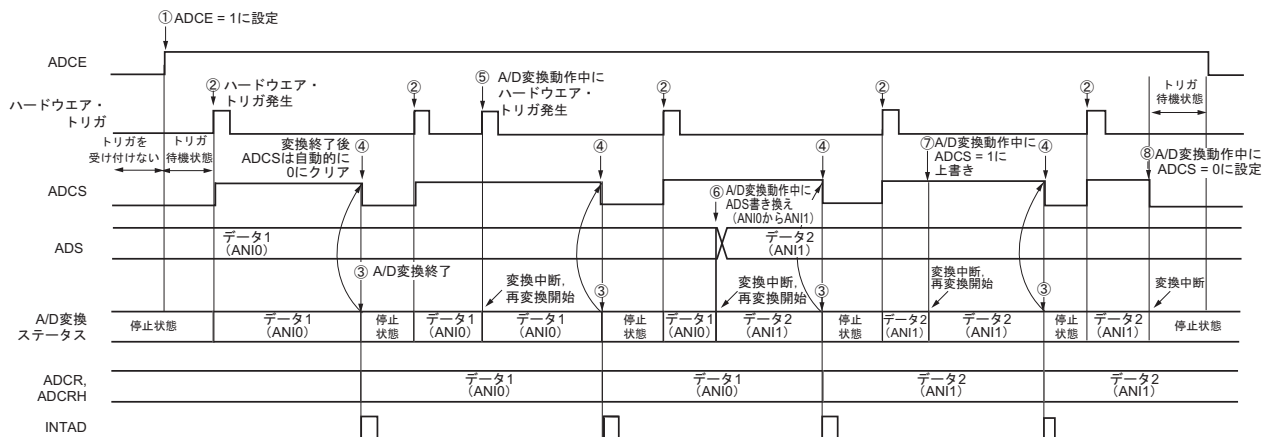 ①ADCE = 1に設定
ADCE
②ハードウエア・
トリガ発生
②
⑤A/D変換動作中に
ハードウエア・
トリガ発生
②
②
②
トリガ
待機状態
ハードウエア・
トリガ
トリガを
受け付けない
トリガ
待機状態
変換終了後
ADCSは自動的に
0にクリア
④
④
④
⑦A/D変換動作中に
ADCS = 1に
上書き
④
⑧A/D変換動作中に
ADCS = 0に設定
ADCS
⑥A/D変換動作中に
ADS書き換え
(ANI0からANI1)
ADS
データ1
(ANI0)
データ2
(ANI1)
③A/D変換終了
変換中断,
再変換開始
③
変換中断,
再変換開始
③
変換中断,
再変換開始
③
変換中断
A/D変換
ステータス
停止状態
データ1
(ANI0)
停止
状態
データ1
(ANI0)
データ1
(ANI0)
停止
状態
データ1
(ANI0)
データ2
(ANI1)
停止
状態
データ2
(ANI1)
データ2
(ANI1)
停止
状態
データ2
(ANI1)
停止状態
ADCR,
ADCRH
データ1
(ANI0)
データ1
(ANI0)
データ2
(ANI1)
データ2
(ANI1)
INTAD